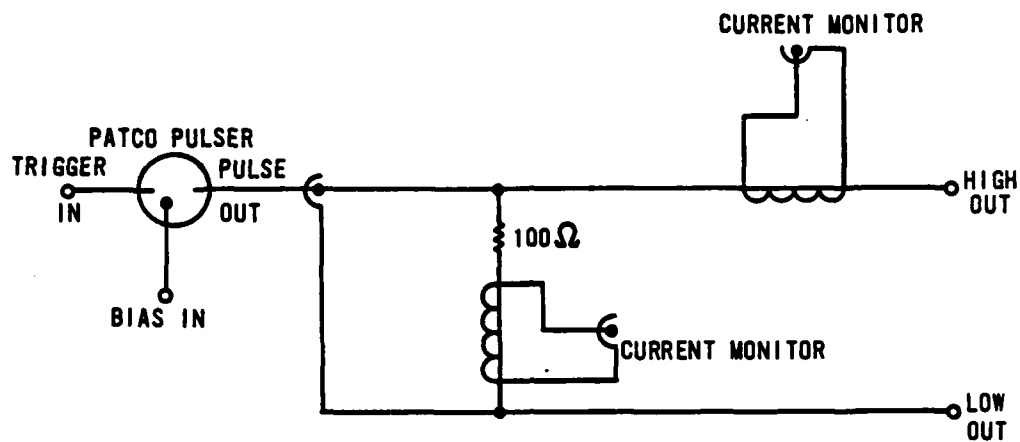 CURRENT MONITOR
PATCO PULSER
TRIGGER
IN
PULSE
OUT
BIAS IN
100Ω
CURRENT MONITOR
HIGH
OUT
LOW
OUT